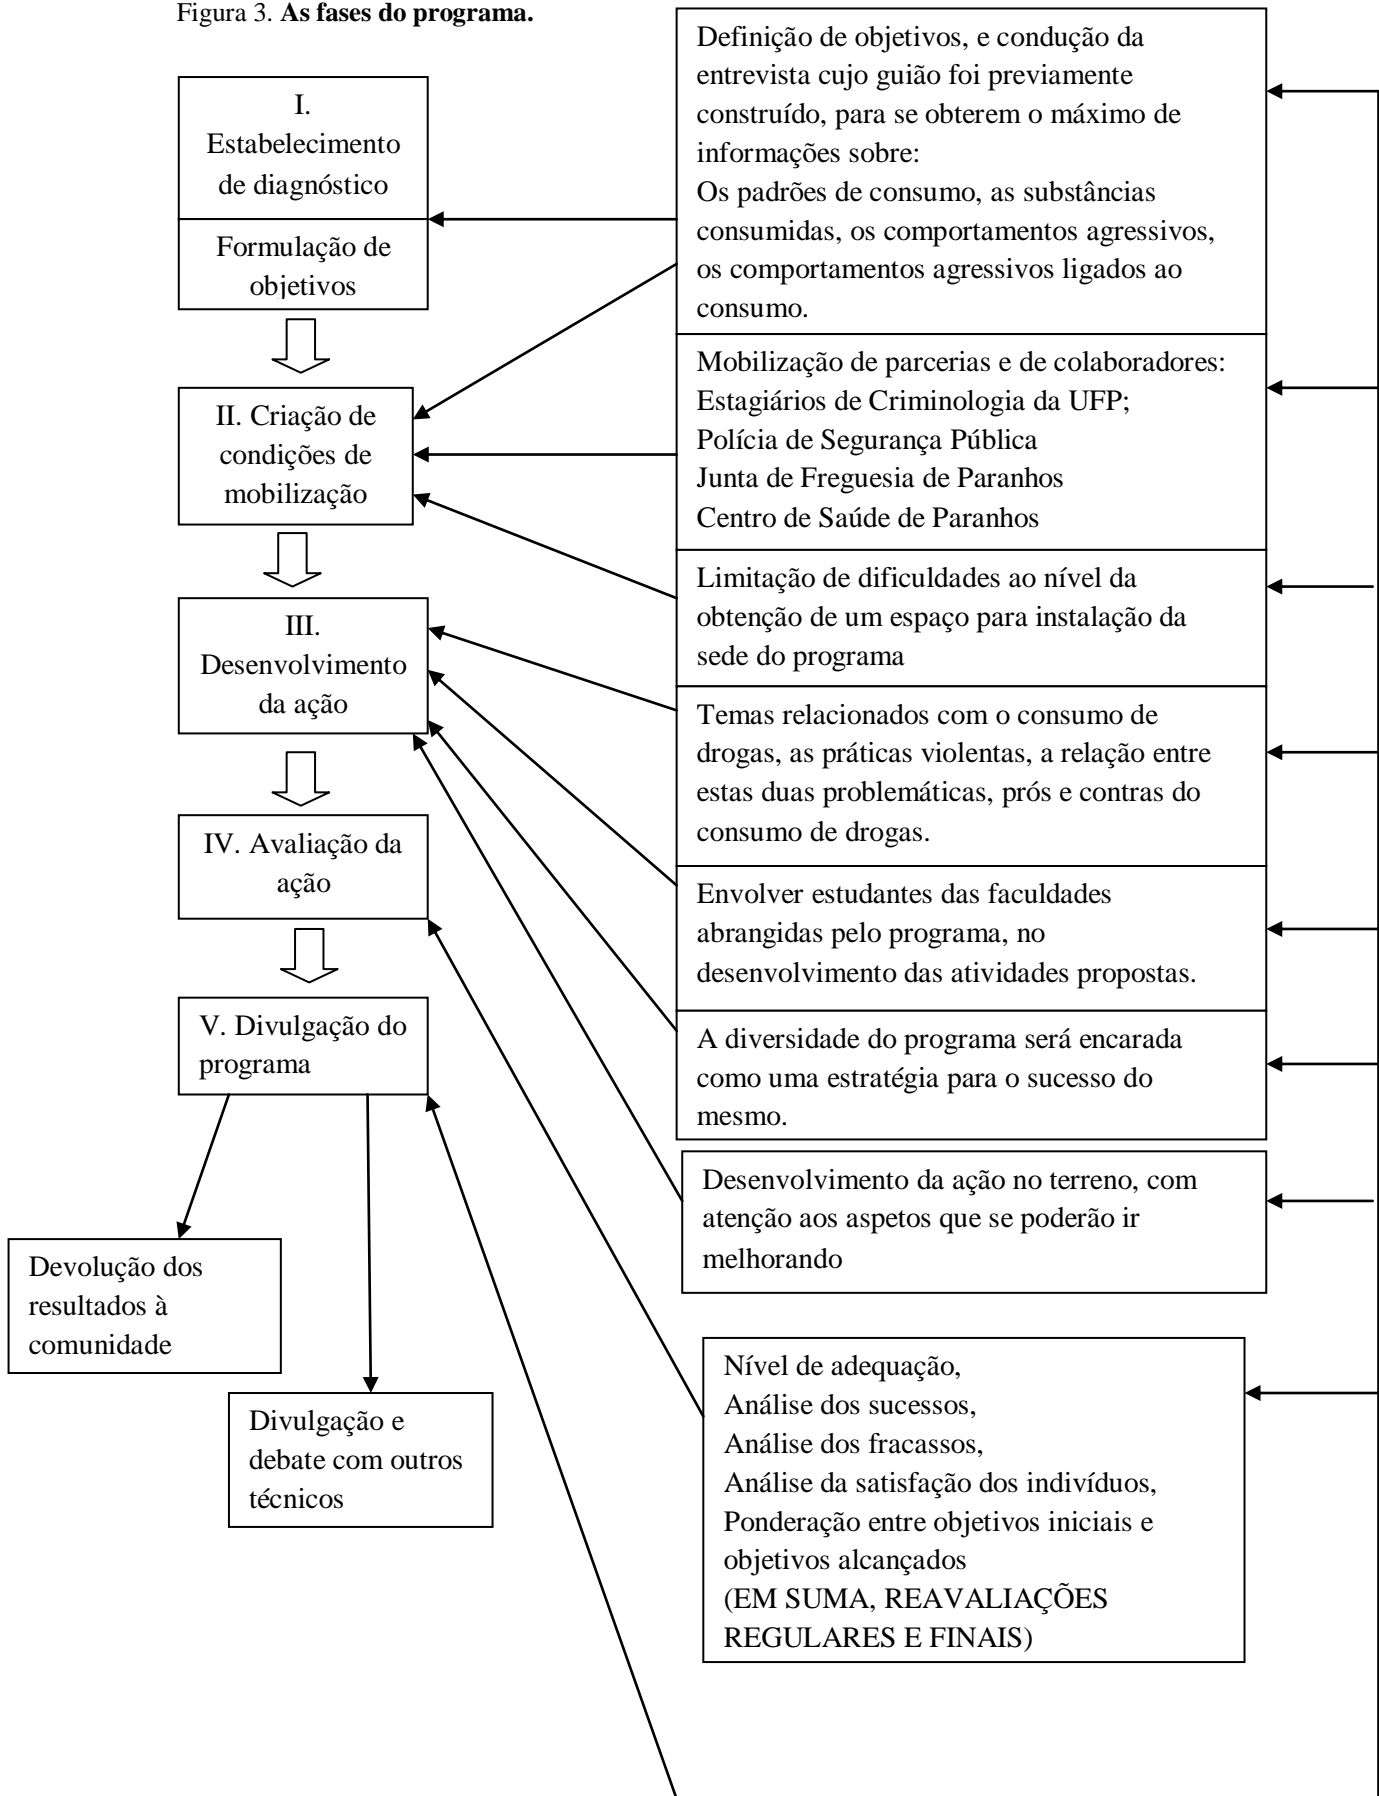 Figura 3. As fases do programa.
I.
Estabelecimento
de diagnóstico
Formulação de
objetivos
II. Criação de
condições de
mobilização
III.
Desenvolvimento
da ação
IV. Avaliação da
ação
V. Divulgação do
programa
Devolução dos
resultados à
comunidade
Divulgação e
debate com outros
técnicos
Definição de objetivos, e condução da
entrevista cujo guião foi previamente
construído, para se obterem o máximo de
informações sobre:
Os padrões de consumo, as substâncias
consumidas, os comportamentos agressivos,
os comportamentos agressivos ligados ao
consumo.
Mobilização de parcerias e de colaboradores:
Estagiários de Criminologia da UFP;
Polícia de Segurança Pública
Junta de Freguesia de Paranhos
Centro de Saúde de Paranhos
Limitação de dificuldades ao nível da
obtenção de um espaço para instalação da
sede do programa
Temas relacionados com o consumo de
drogas, as práticas violentas, a relação entre
estas duas problemáticas, prós e contras do
consumo de drogas.
Envolver estudantes das faculdades
abrangidas pelo programa, no
desenvolvimento das atividades propostas.
A diversidade do programa será encarada
como uma estratégia para o sucesso do
mesmo.
Desenvolvimento da ação no terreno, com
atenção aos aspetos que se poderão ir
melhorando
Nível de adequação,
Análise dos sucessos,
Análise dos fracassos,
Análise da satisfação dos indivíduos,
Ponderação entre objetivos iniciais e
objetivos alcançados
(EM SUMA, REAVALIAÇÕES
REGULARES E FINAIS)